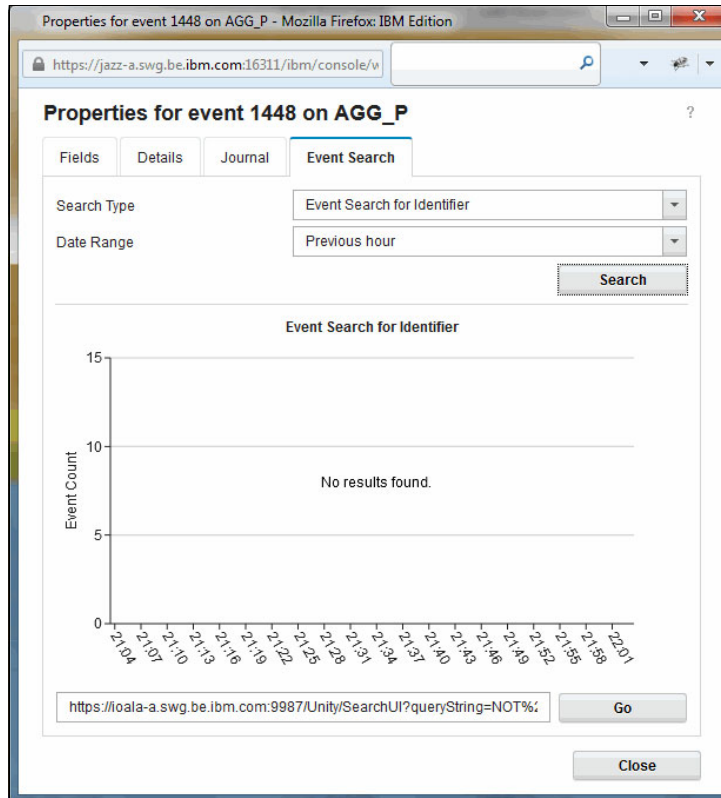 Properties for event 1448 on AGG_P - Mozilla Firefox: IBM Edition
https://jazz-a.swg.be.ibm.com:16311/ibm/console/w
Properties for event 1448 on AGG_P
?
Fields Details Journal Event Search
Search Type Event Search for Identifier
Date Range Previous hour
Search
Event Search for Identifier
15
10
5
0
Event Count
No results found.
21:04 21:07 21:10 21:13 21:16 21:19 21:22 21:25 21:28 21:31 21:34 21:37 21:40 21:43 21:46 21:49 21:52 21:55 21:58 22:01
https://ioala-a.swg.be.ibm.com:9987/Unity/SearchUI?queryString=NOT%2 Go
Close